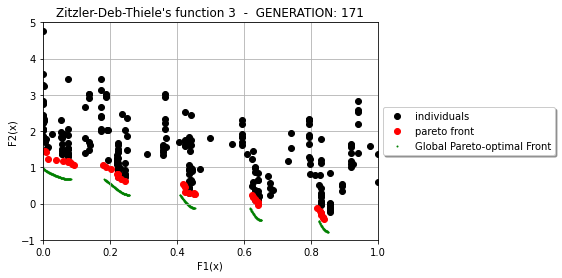 Zitzler-Deb-Thiele's function 3 - GENERATION: 171
5
4
3
2
1
0
−1
F2(x)
0.0 0.2 0.4 0.6 0.8 1.0
F1(x)
individuals
pareto front
Global Pareto-optimal Front